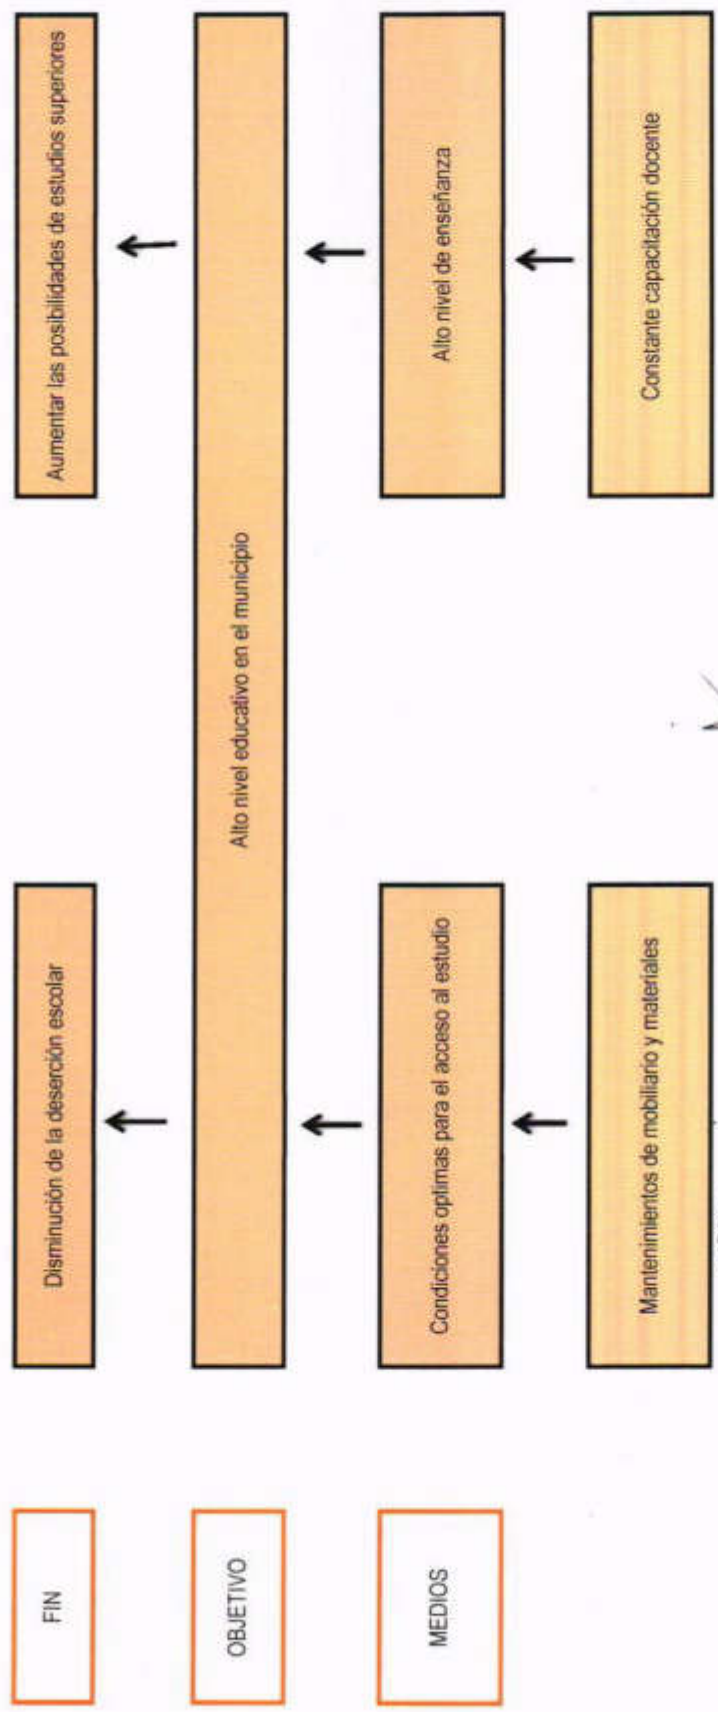 FIN
Disminución de la deserción escolar
Aumentar las posibilidades de estudios superiores
OBJETIVO
Alto nivel educativo en el municipio
MEDIOS
Condiciones optimas para el acceso al estudio
Alto nivel de enseñanza
Mantenimientos de mobiliario y materiales
Constante capacitación docente